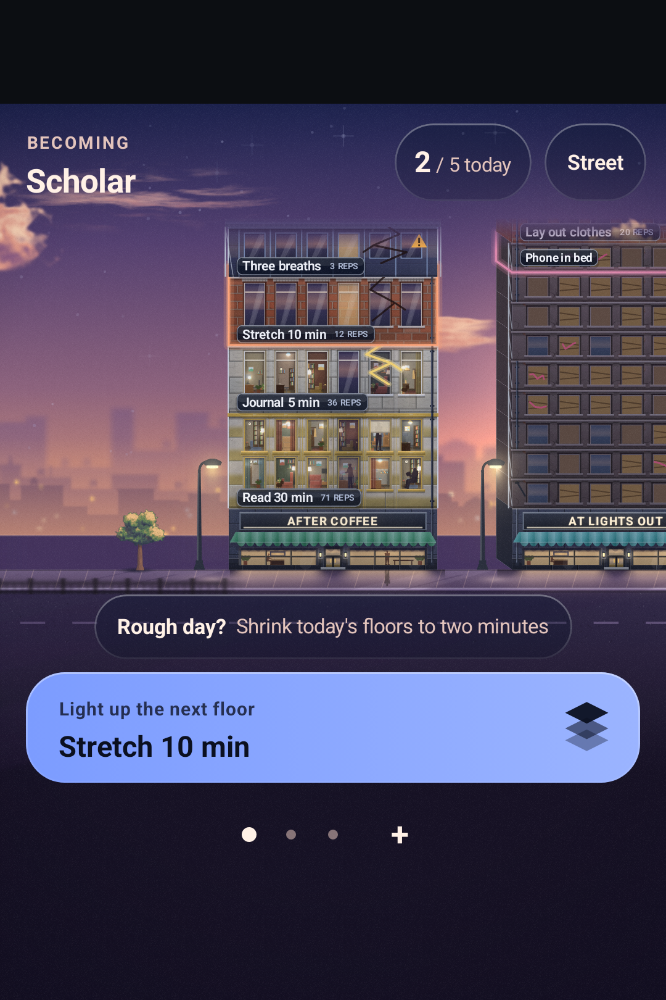 BECOMING
Scholar
2 / 5 today
Street
Lay out clothes 20 REPS
Phone in bed
Three breaths 3 REPS
Stretch 10 min 12 REPS
Journal 5 min 36 REPS
Read 30 min 71 REPS
AFTER COFFEE
AT LIGHTS OUT
Rough day? Shrink today's floors to two minutes
Light up the next floor
Stretch 10 min